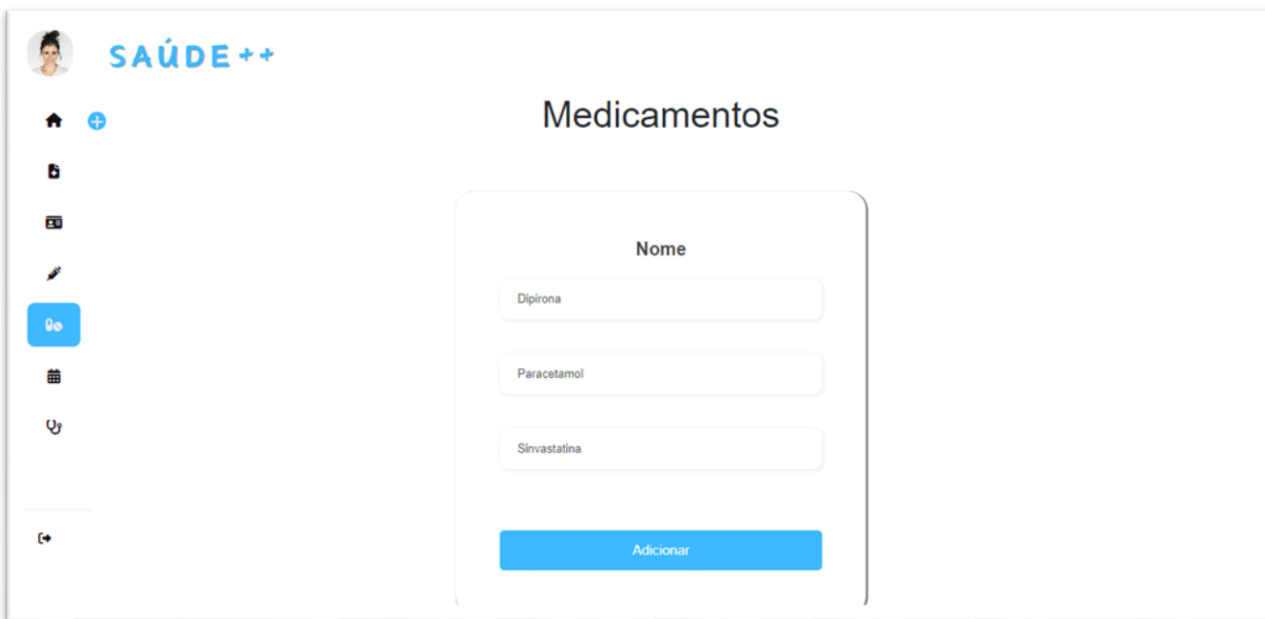 SAÚDE++
Medicamentos
Nome
Dipirona
Paracetamol
Sinvastatina
Adicionar